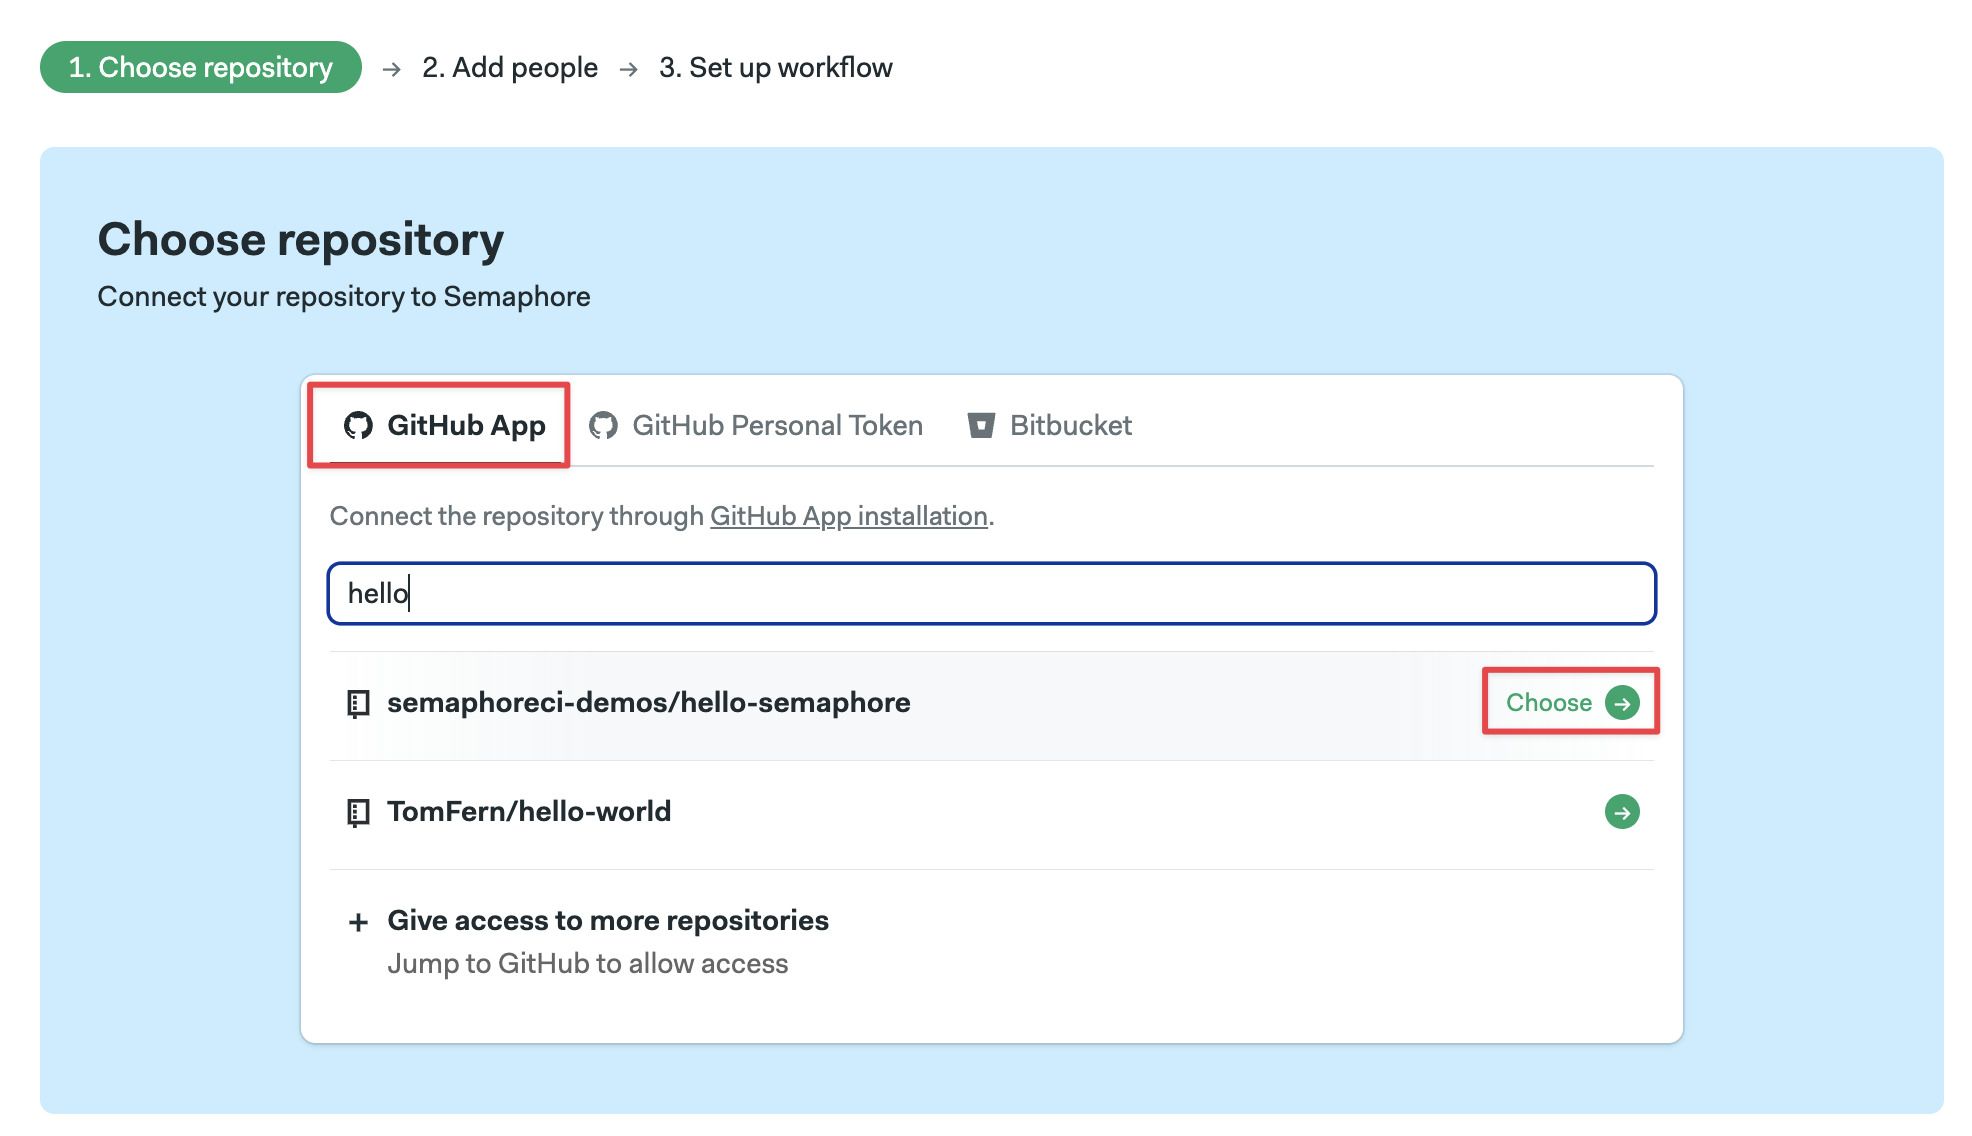 1. Choose repository → 2. Add people → 3. Set up workflow
Choose repository
Connect your repository to Semaphore
GitHub App GitHub Personal Token Bitbucket
Connect the repository through GitHub App installation.
hello
semaphoreci-demos/hello-semaphore Choose →
TomFern/hello-world →
+ Give access to more repositories
Jump to GitHub to allow access